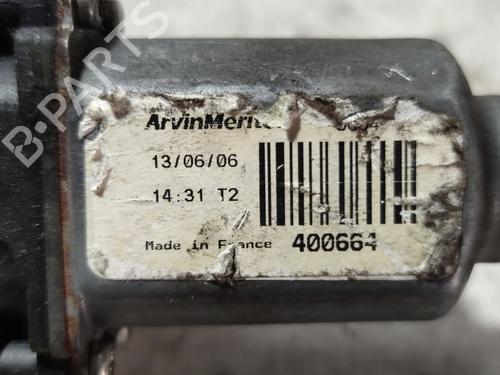 B-PARTS
ArvinMerit
13/06/06
14:31 T2
Made in France 400664